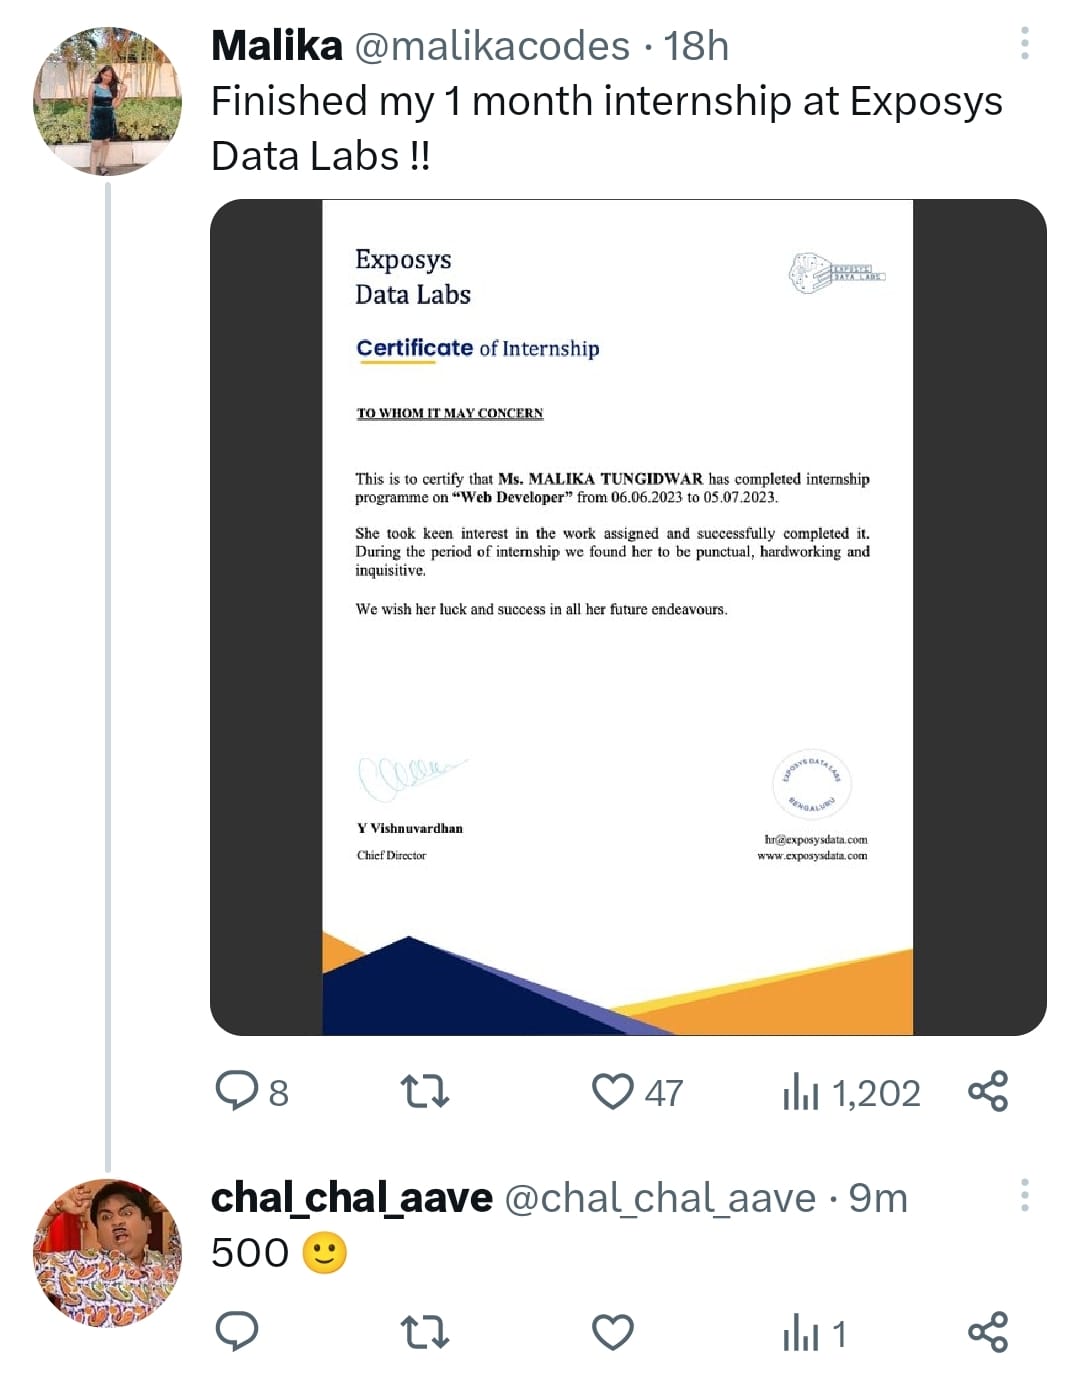 Malika @malikacodes · 18h
Finished my 1 month internship at Exposys
Data Labs !!
Exposys
Data Labs
EXPOSYS
DATA LABS
Certificate of Internship
TO WHOM IT MAY CONCERN
This is to certify that Ms. MALIKA TUNGIDWAR has completed internship
programme on “Web Developer” from 06.06.2023 to 05.07.2023.
She took keen interest in the work assigned and successfully completed it.
During the period of internship we found her to be punctual, hardworking and
inquisitive.
We wish her luck and success in all her future endeavours.
EXPOSYS DATA LABS
BENGALURU
Y Vishnuvardhan
Chief Director
hr@exposysdata.com
www.exposysdata.com
8 47 1,202
chal_chal_aave @chal_chal_aave · 9m
500 🙂
1